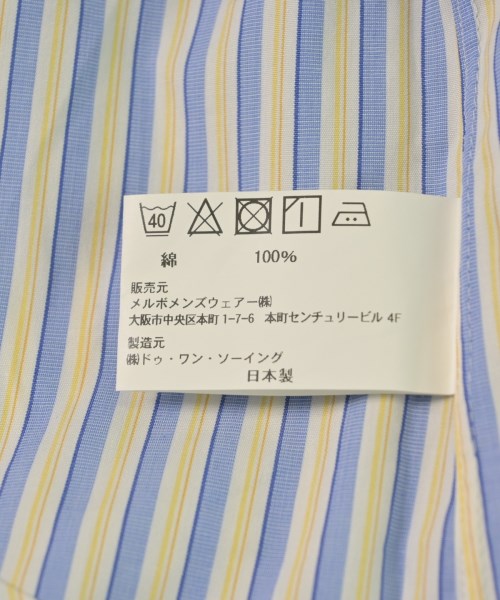 40
綿 100%
販売元
メルボメンズウェアー㈱
大阪市中央区本町 1-7-6 本町センチュリービル 4F
製造元
㈱ドゥ・ワン・ソーイング
日本製